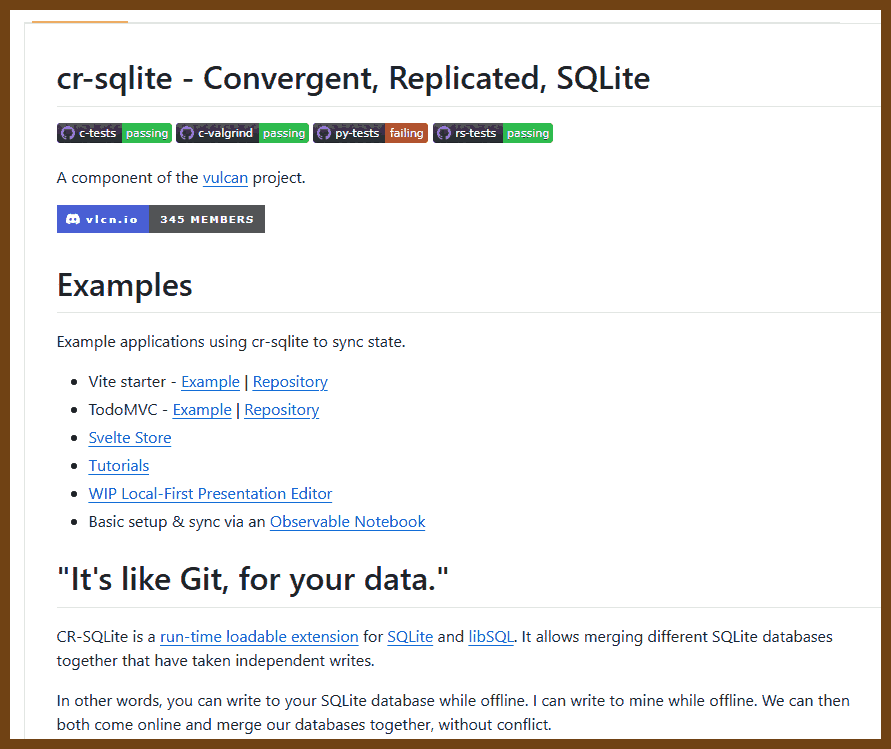 cr-sqlite - Convergent, Replicated, SQLite
c-tests passing c-valgrind passing py-tests failing rs-tests passing
A component of the vulcan project.
vlcn.io 345 MEMBERS
Examples
Example applications using cr-sqlite to sync state.
• Vite starter - Example | Repository
• TodoMVC - Example | Repository
• Svelte Store
• Tutorials
• WIP Local-First Presentation Editor
• Basic setup & sync via an Observable Notebook
"It's like Git, for your data."
CR-SQLite is a run-time loadable extension for SQLite and libSQL. It allows merging different SQLite databases
together that have taken independent writes.
In other words, you can write to your SQLite database while offline. I can write to mine while offline. We can then
both come online and merge our databases together, without conflict.